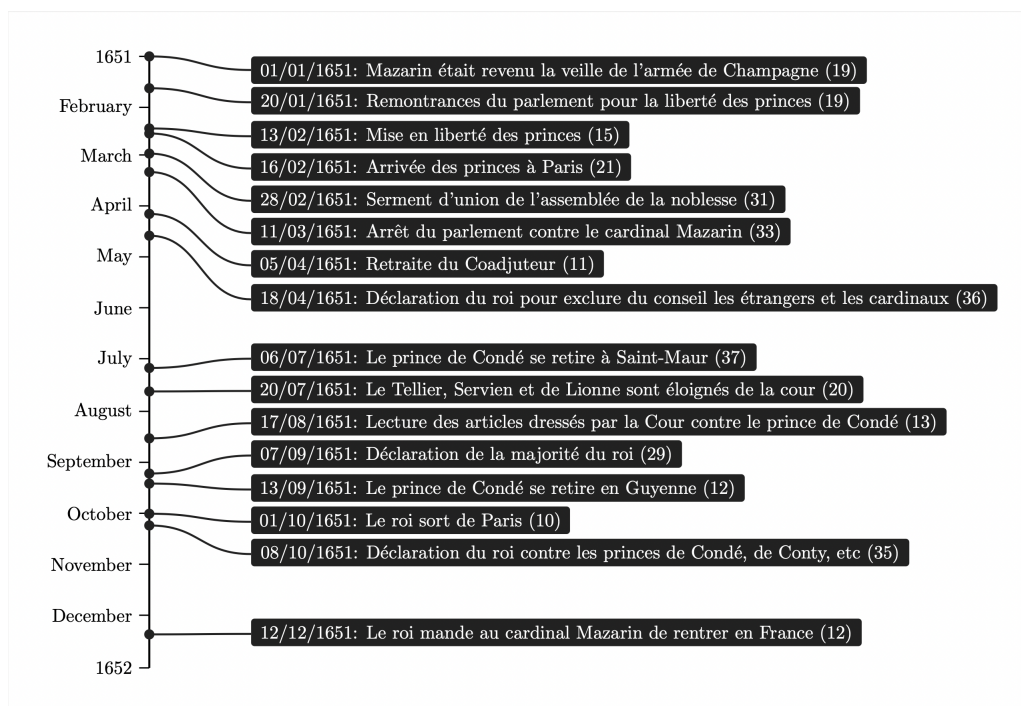 1651
01/01/1651: Mazarin était revenu la veille de l'armée de Champagne (19)
20/01/1651: Remontrances du parlement pour la liberté des princes (19)
February
13/02/1651: Mise en liberté des princes (15)
March
16/02/1651: Arrivée des princes à Paris (21)
28/02/1651: Serment d'union de l'assemblée de la noblesse (31)
April
11/03/1651: Arrêt du parlement contre le cardinal Mazarin (33)
May
05/04/1651: Retraite du Coadjuteur (11)
18/04/1651: Déclaration du roi pour exclure du conseil les étrangers et les cardinaux (36)
June
July
06/07/1651: Le prince de Condé se retire à Saint-Maur (37)
20/07/1651: Le Tellier, Servien et de Lionne sont éloignés de la cour (20)
August
17/08/1651: Lecture des articles dressés par la Cour contre le prince de Condé (13)
07/09/1651: Déclaration de la majorité du roi (29)
September
13/09/1651: Le prince de Condé se retire en Guyenne (12)
October
01/10/1651: Le roi sort de Paris (10)
08/10/1651: Déclaration du roi contre les princes de Condé, de Conty, etc (35)
November
December
12/12/1651: Le roi mande au cardinal Mazarin de rentrer en France (12)
1652